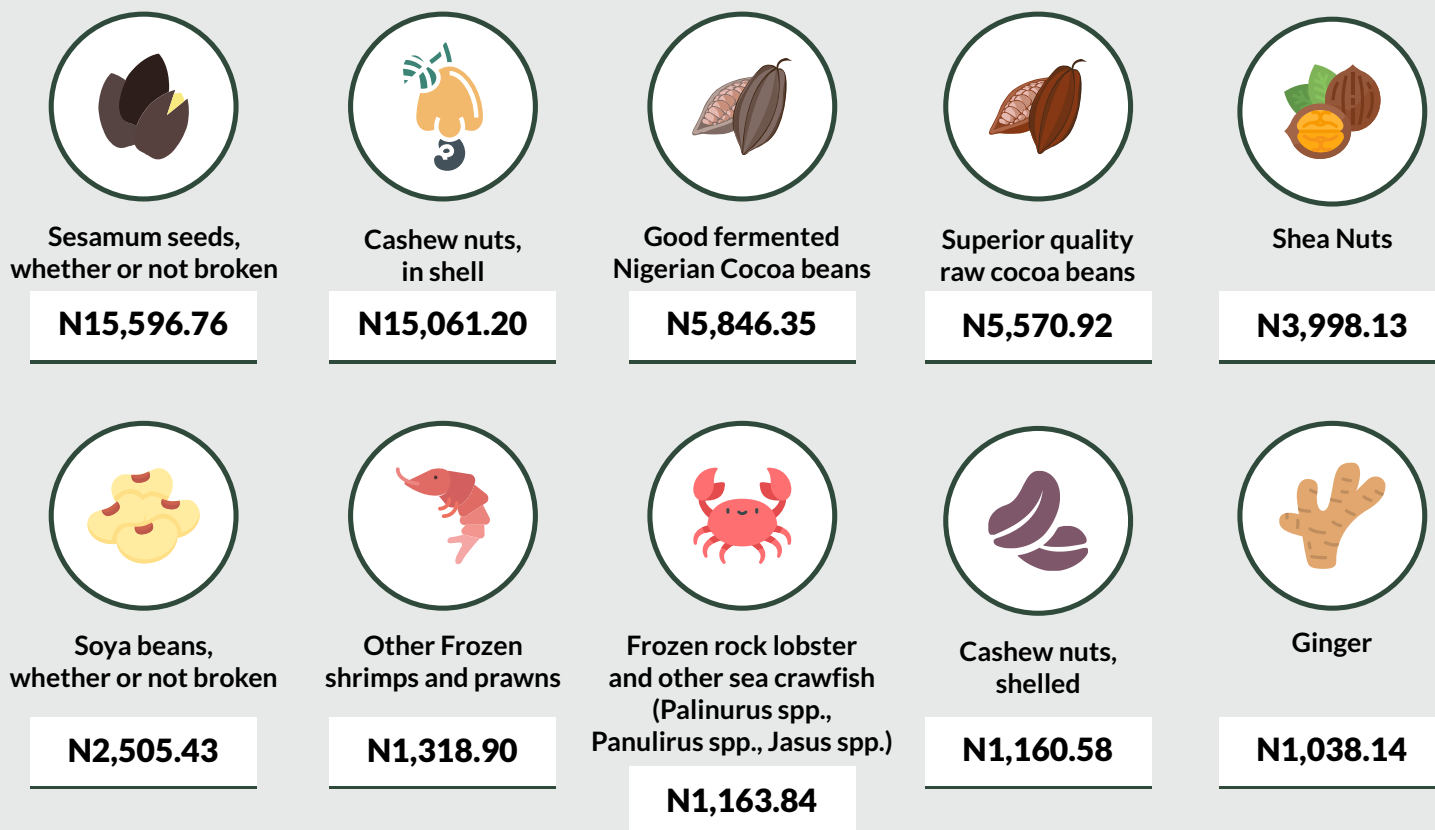 Sesamum seeds,
whether or not broken
N15,596.76
Cashew nuts,
in shell
N15,061.20
Good fermented
Nigerian Cocoa beans
N5,846.35
Superior quality
raw cocoa beans
N5,570.92
Shea Nuts
N3,998.13
Soya beans,
whether or not broken
N2,505.43
Other Frozen
shrimps and prawns
N1,318.90
Frozen rock lobster
and other sea crawfish
(Palinurus spp.,
Panulirus spp., Jasus spp.)
N1,163.84
Cashew nuts,
shelled
N1,160.58
Ginger
N1,038.14